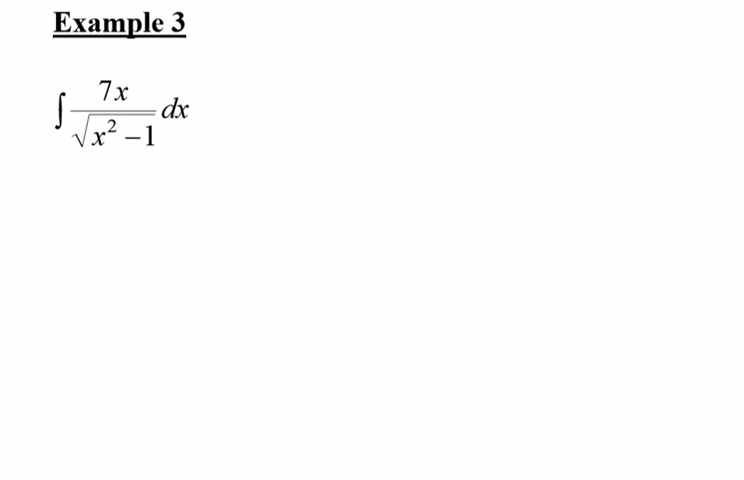 Example 3
∫ 7x / √(x² – 1) dx